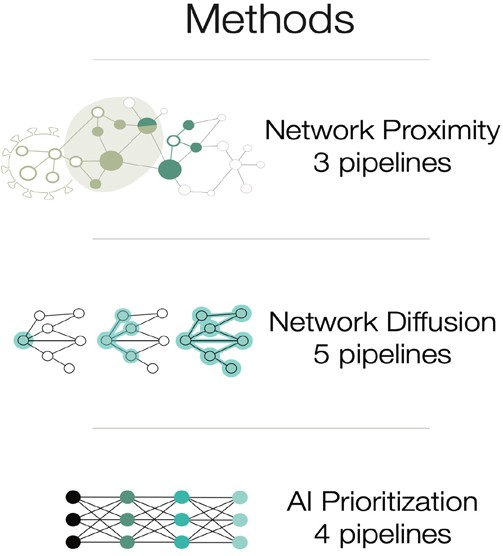 Methods
Network Proximity
3 pipelines
Network Diffusion
5 pipelines
AI Prioritization
4 pipelines